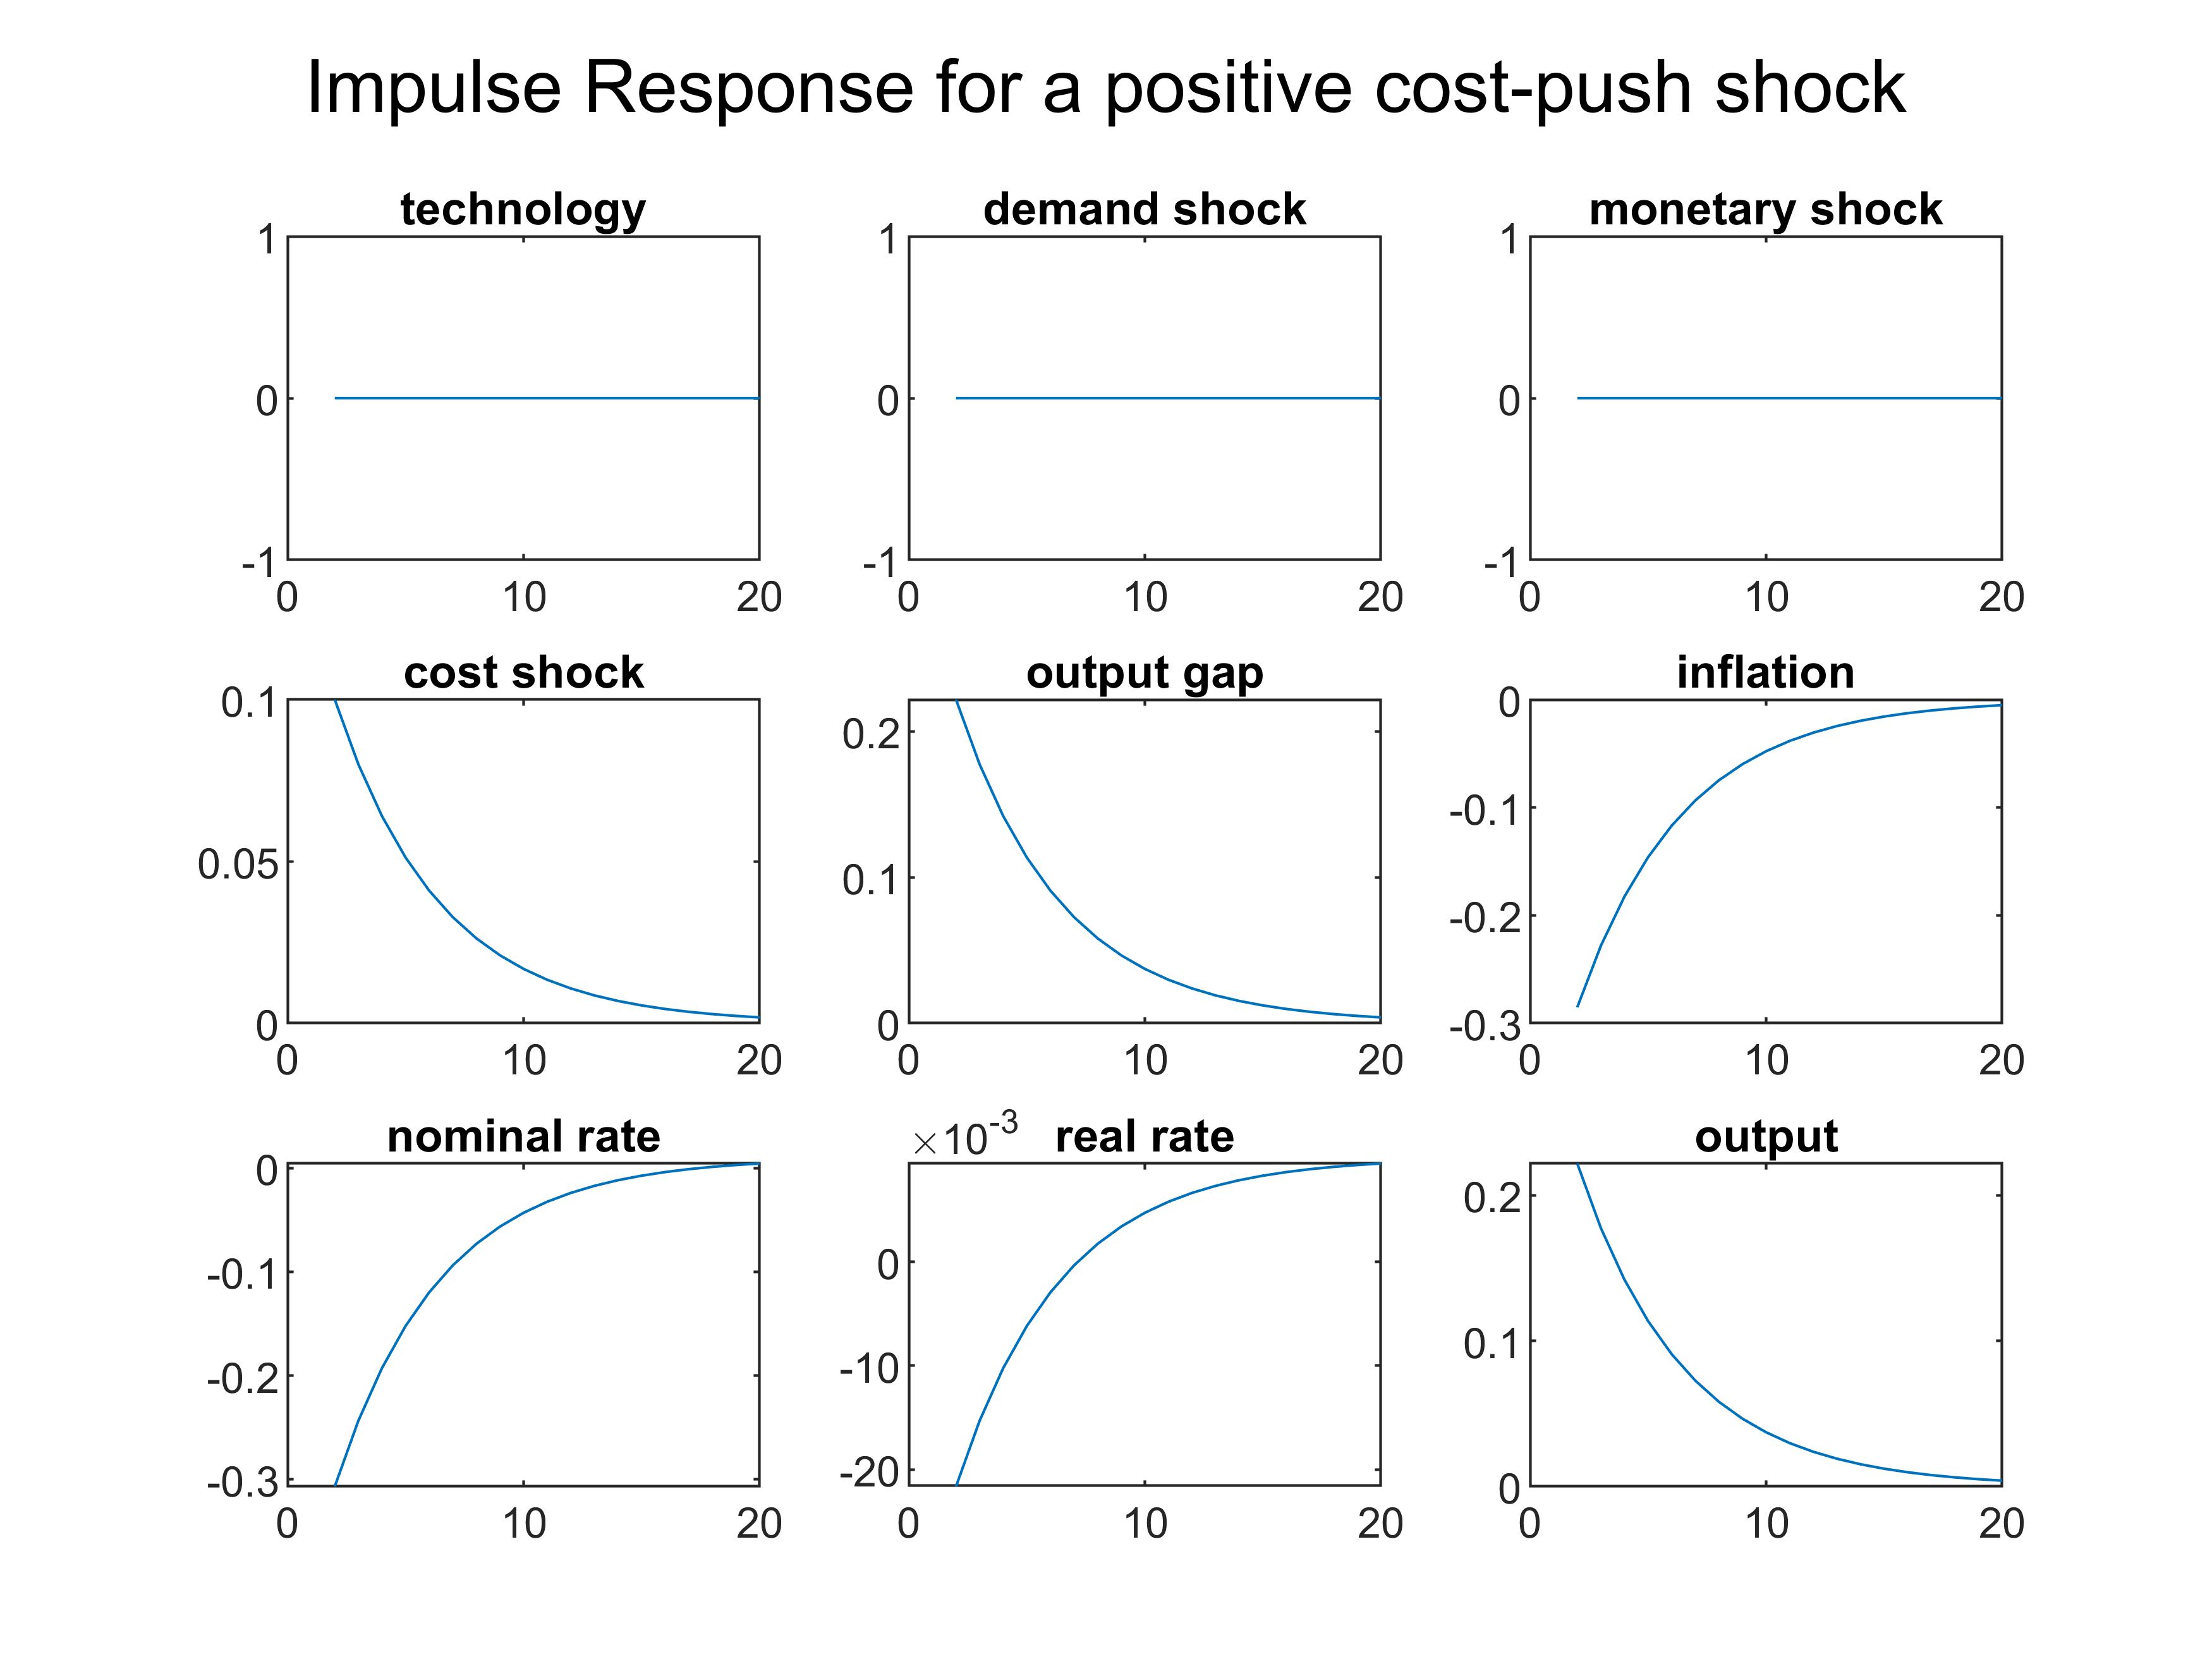 Impulse Response for a positive cost-push shock
technology demand shock monetary shock
1 1 1
0 0 0
-1 -1 -1
0 10 20 0 10 20 0 10 20
cost shock output gap inflation
0.1 0.2 0
0.05 0.1 -0.1
0 0 -0.2
-0.3
0 10 20 0 10 20 0 10 20
nominal rate ×10-3 real rate output
0 0 0.2
-0.1 -10 0.1
-0.2 -20 0
-0.3
0 10 20 0 10 20 0 10 20